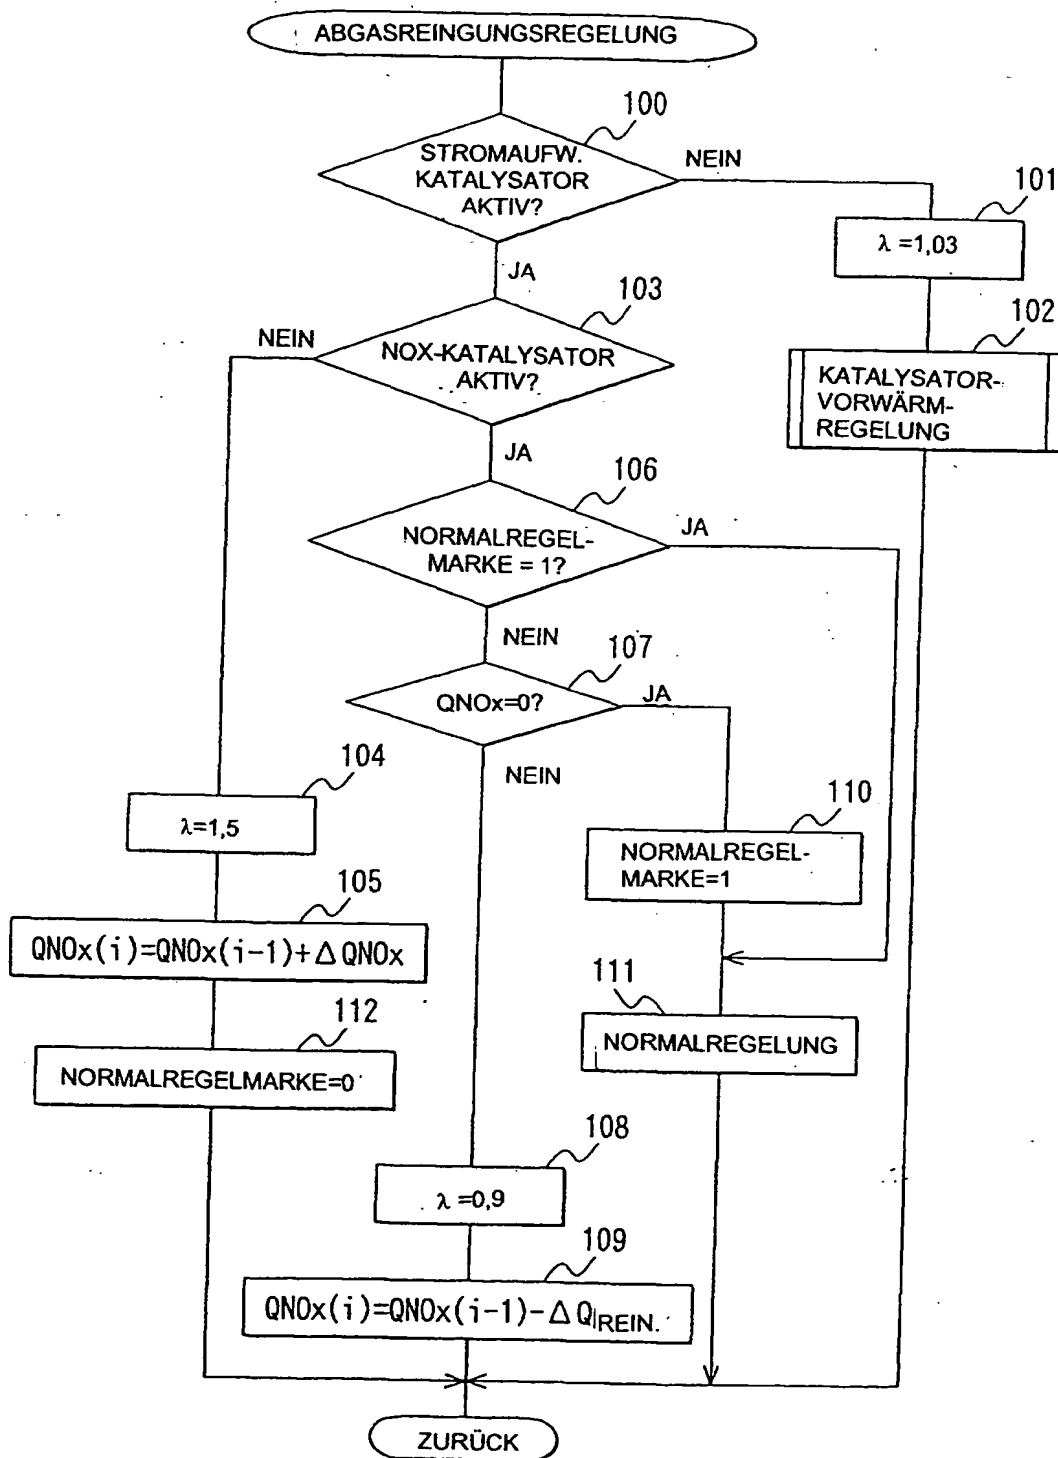 ABGASREINGUNGSREGELUNG
100
STROMAUFW.
KATALYSATOR
AKTIV?
NEIN
101
λ =1,03
JA
103
102
NEIN
NOX-KATALYSATOR
AKTIV?
KATALYSATOR-
VORWÄRM-
REGELUNG
JA
106
NORMALREGEL-
MARKE = 1?
JA
NEIN
107
QNOx=0?
JA
NEIN
104
λ=1,5
110
NORMALREGEL-
MARKE=1
105
QNOx(i)=QNOx(i-1)+Δ QNOx
111
NORMALREGELUNG
112
NORMALREGELMARKE=0
108
λ =0,9
109
QNOx(i)=QNOx(i-1)-Δ Q|REIN.
ZURÜCK